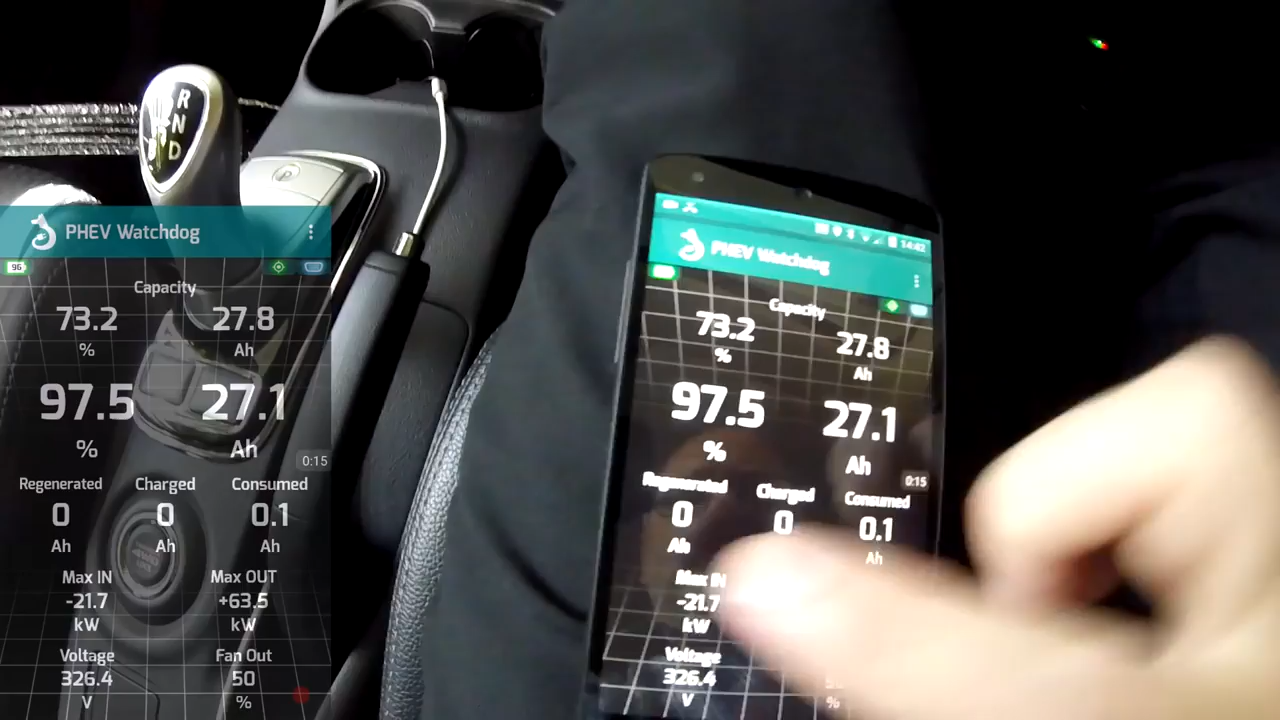 R
N
D
P
PHEV Watchdog
96
Capacity
73.2 27.8
% Ah
97.5 27.1
% Ah
0:15
Regenerated Charged Consumed
0 0 0.1
Ah Ah Ah
Max IN Max OUT
-21.7 +63.5
kW kW
Voltage Fan Out
326.4 50
V %
14:42
PHEV Watchdog
Capacity
73.2 27.8
% Ah
97.5 27.1
% Ah
0:15
Regenerated Charged Consumed
0 0 0.1
Ah Ah
Max IN
-21.7
kW
Voltage
326.4
V %